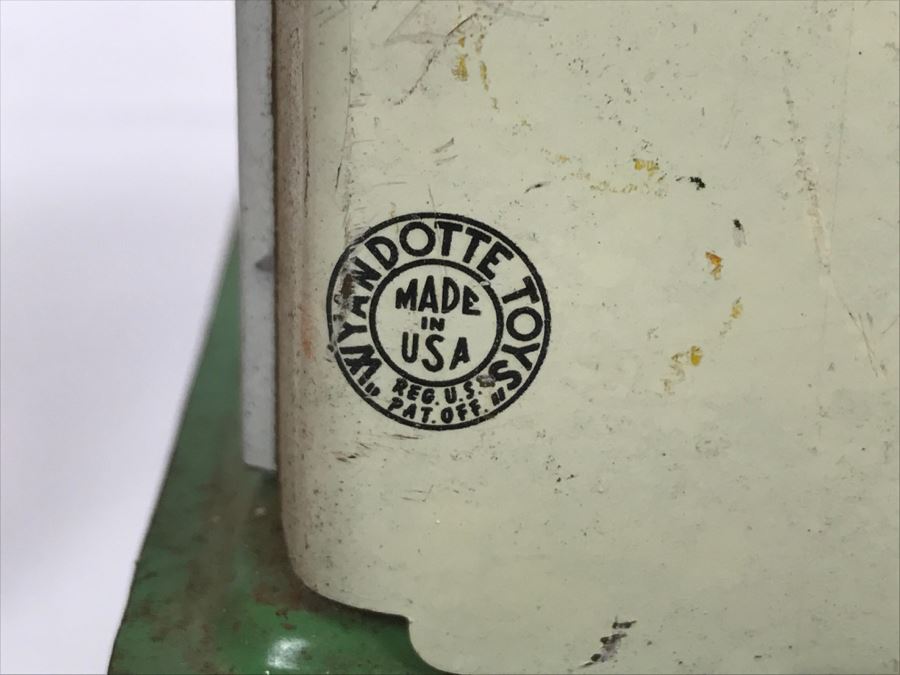 WYANDOTTE TOYS
MADE
IN
USA
REG. U.S.
PAT. OFF.